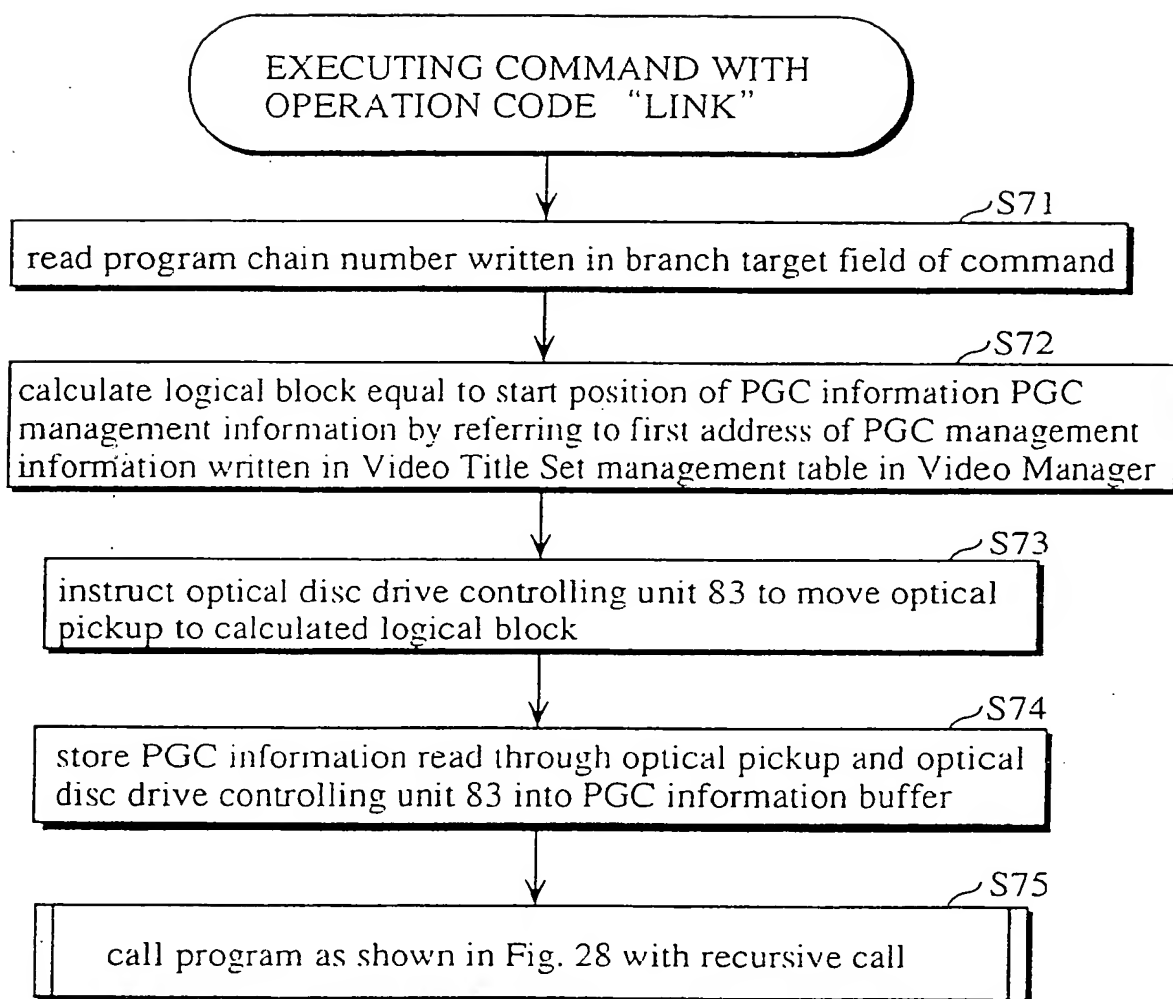 EXECUTING COMMAND WITH
OPERATION CODE “LINK”
S71
read program chain number written in branch target field of command
S72
calculate logical block equal to start position of PGC information PGC
management information by referring to first address of PGC management
information written in Video Title Set management table in Video Manager
S73
instruct optical disc drive controlling unit 83 to move optical
pickup to calculated logical block
S74
store PGC information read through optical pickup and optical
disc drive controlling unit 83 into PGC information buffer
S75
call program as shown in Fig. 28 with recursive call